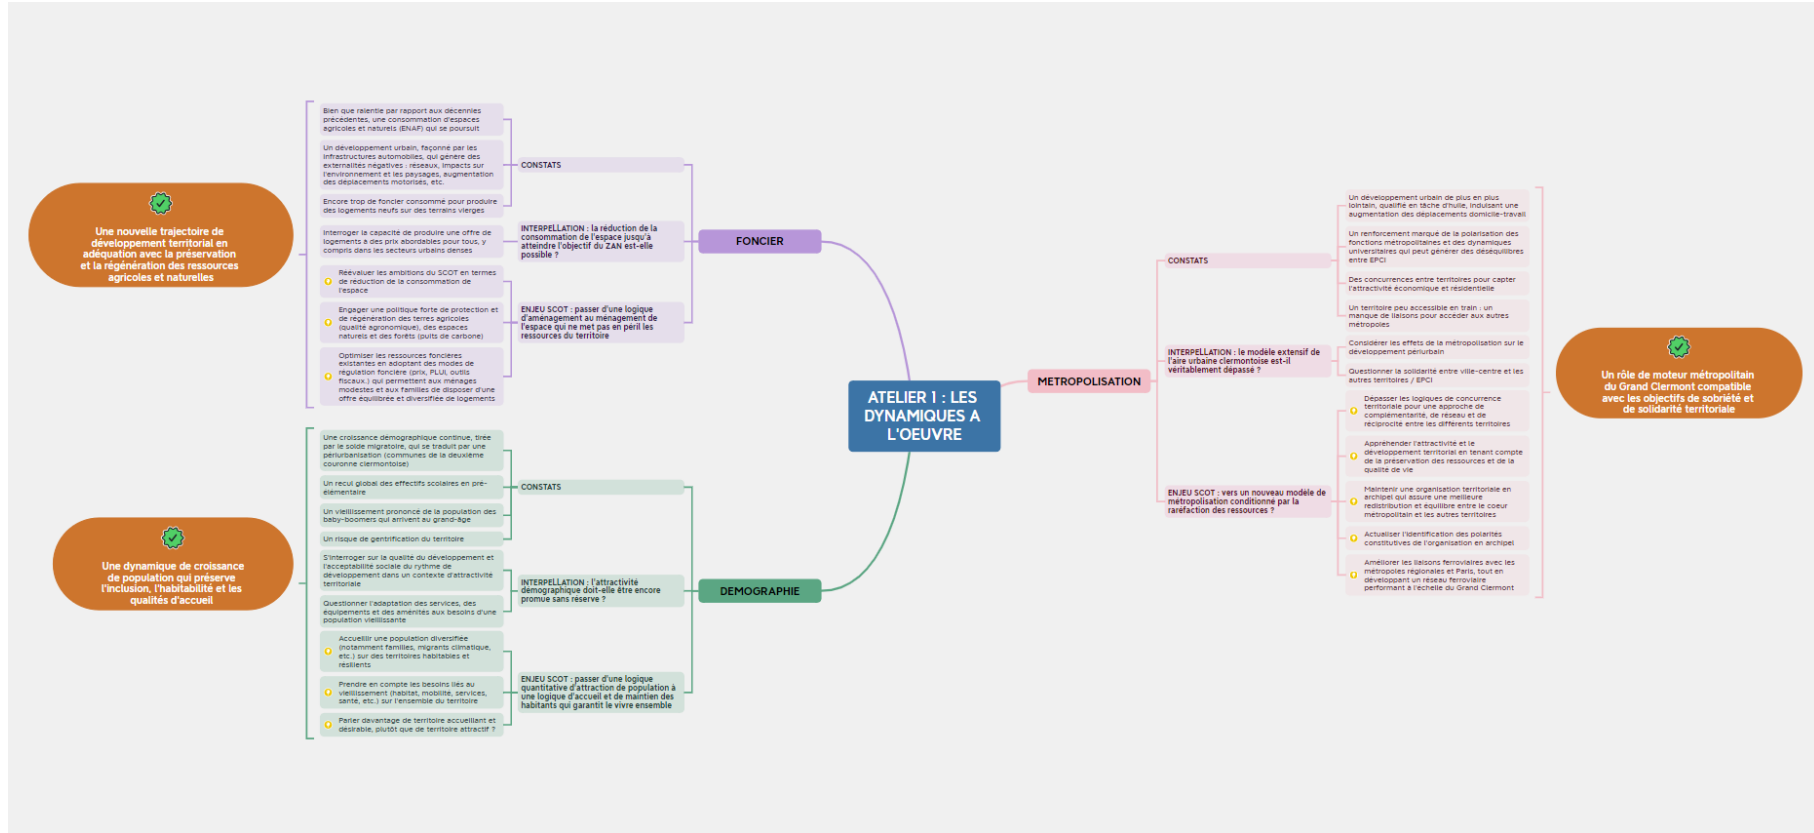 ATELIER 1 : LES
DYNAMIQUES A
L'OEUVRE
FONCIER
CONSTATS
Bien que ralentie par rapport aux décennies
précédentes, une consommation d'espaces
agricoles et naturels (ENAF) qui se poursuit
Un développement urbain, façonné par les
infrastructures automobiles, qui génère des
externalités négatives : réseaux, impacts sur
l'environnement et les paysages, augmentation
des déplacements motorisés, etc.
Encore trop de foncier consommé pour produire
des logements neufs sur des terrains vierges
INTERPELLATION : la réduction de la
consommation de l'espace jusqu'à
atteindre l'objectif du ZAN est-elle
possible ?
Interroger la capacité de produire une offre de
logements à des prix abordables pour tous, y
compris dans les secteurs urbains denses
ENJEU SCOT : passer d'une logique
d'aménagement au ménagement de
l'espace qui ne met pas en péril les
ressources du territoire
Réévaluer les ambitions du SCOT en termes
de réduction de la consommation de
l'espace
Engager une politique forte de protection et
de régénération des terres agricoles
(qualité agronomique), des espaces
naturels et des forêts (puits de carbone)
Optimiser les ressources foncières
existantes en adoptant des modes de
régulation foncière (prix, PLUi, outils
fiscaux.) qui permettent aux ménages
modestes et aux familles de disposer d'une
offre équilibrée et diversifiée de logements
Une nouvelle trajectoire de
développement territorial en
adéquation avec la préservation
et la régénération des ressources
agricoles et naturelles
DEMOGRAPHIE
CONSTATS
Une croissance démographique continue, tirée
par le solde migratoire, qui se traduit par une
périurbanisation (communes de la deuxième
couronne clermontoise)
Un recul global des effectifs scolaires en pré-
élémentaire
Un vieillissement prononcé de la population des
baby-boomers qui arrivent au grand-âge
Un risque de gentrification du territoire
INTERPELLATION : l'attractivité
démographique doit-elle être encore
promue sans réserve ?
S'interroger sur la qualité du développement et
l'acceptabilité sociale du rythme de
développement dans un contexte d'attractivité
territoriale
Questionner l'adaptation des services, des
équipements et des aménités aux besoins d'une
population vieillissante
ENJEU SCOT : passer d'une logique
quantitative d'attraction de population à
une logique d'accueil et de maintien des
habitants qui garantit le vivre ensemble
Accueillir une population diversifiée
(notamment familles, migrants climatique,
etc.) sur des territoires habitables et
résilients
Prendre en compte les besoins liés au
vieillissement (habitat, mobilité, services,
santé, etc.) sur l'ensemble du territoire
Parler davantage de territoire accueillant et
désirable, plutôt que de territoire attractif ?
Une dynamique de croissance
de population qui préserve
l'inclusion, l'habitabilité et les
qualités d'accueil
METROPOLISATION
CONSTATS
Un développement urbain de plus en plus
lointain, qualifié en tâche d'huile, induisant une
augmentation des déplacements domicile-travail
Un renforcement marqué de la polarisation des
fonctions métropolitaines et des dynamiques
universitaires qui peut générer des déséquilibres
entre EPCI
Des concurrences entre territoires pour capter
l'attractivité économique et résidentielle
Un territoire peu accessible en train : un
manque de liaisons pour accéder aux autres
métropoles
INTERPELLATION : le modèle extensif de
l'aire urbaine clermontoise est-il
véritablement dépassé ?
Considérer les effets de la métropolisation sur le
développement périurbain
Questionner la solidarité entre ville-centre et les
autres territoires / EPCI
ENJEU SCOT : vers un nouveau modèle de
métropolisation conditionné par la
raréfaction des ressources ?
Dépasser les logiques de concurrence
territoriale pour une approche de
complémentarité, de réseau et de
réciprocité entre les différents territoires
Appréhender l'attractivité et le
développement territorial en tenant compte
de la préservation des ressources et de la
qualité de vie
Maintenir une organisation territoriale en
archipel qui assure une meilleure
redistribution et équilibre entre le coeur
métropolitain et les autres territoires
Actualiser l'identification des polarités
constitutives de l'organisation en archipel
Améliorer les liaisons ferroviaires avec les
métropoles régionales et Paris, tout en
développant un réseau ferroviaire
performant à l'échelle du Grand Clermont
Un rôle de moteur métropolitain
du Grand Clermont compatible
avec les objectifs de sobriété et
de solidarité territoriale